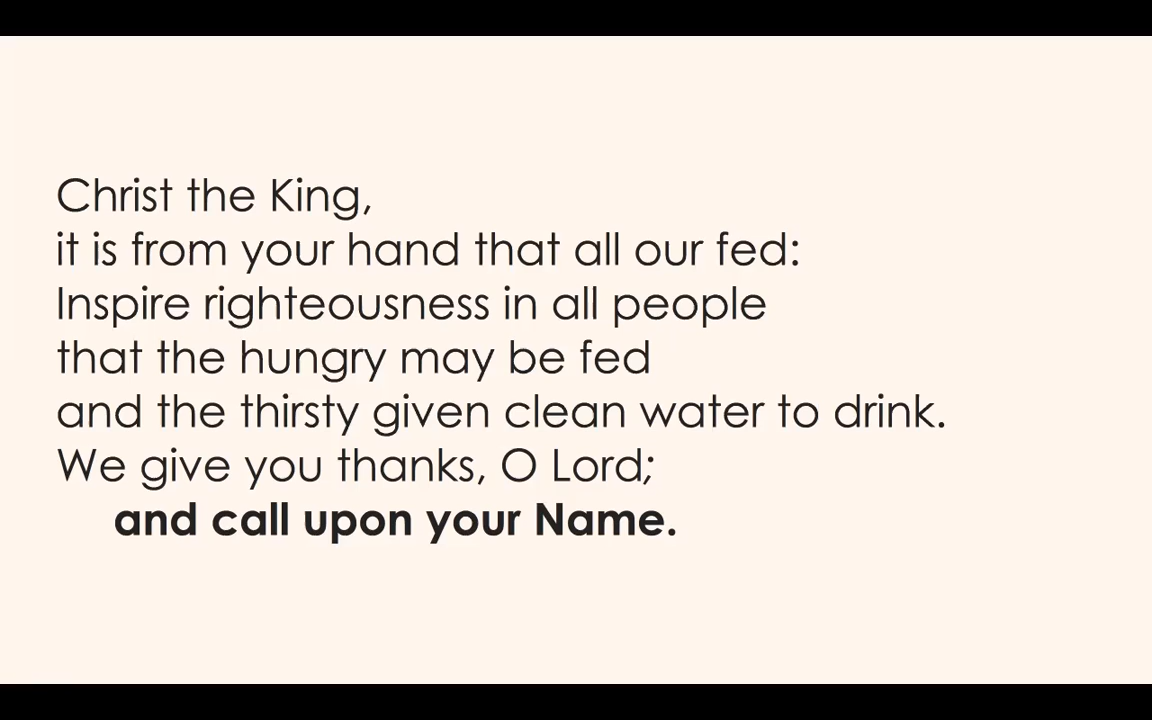 Christ the King,
it is from your hand that all our fed:
Inspire righteousness in all people
that the hungry may be fed
and the thirsty given clean water to drink.
We give you thanks, O Lord;
and call upon your Name.